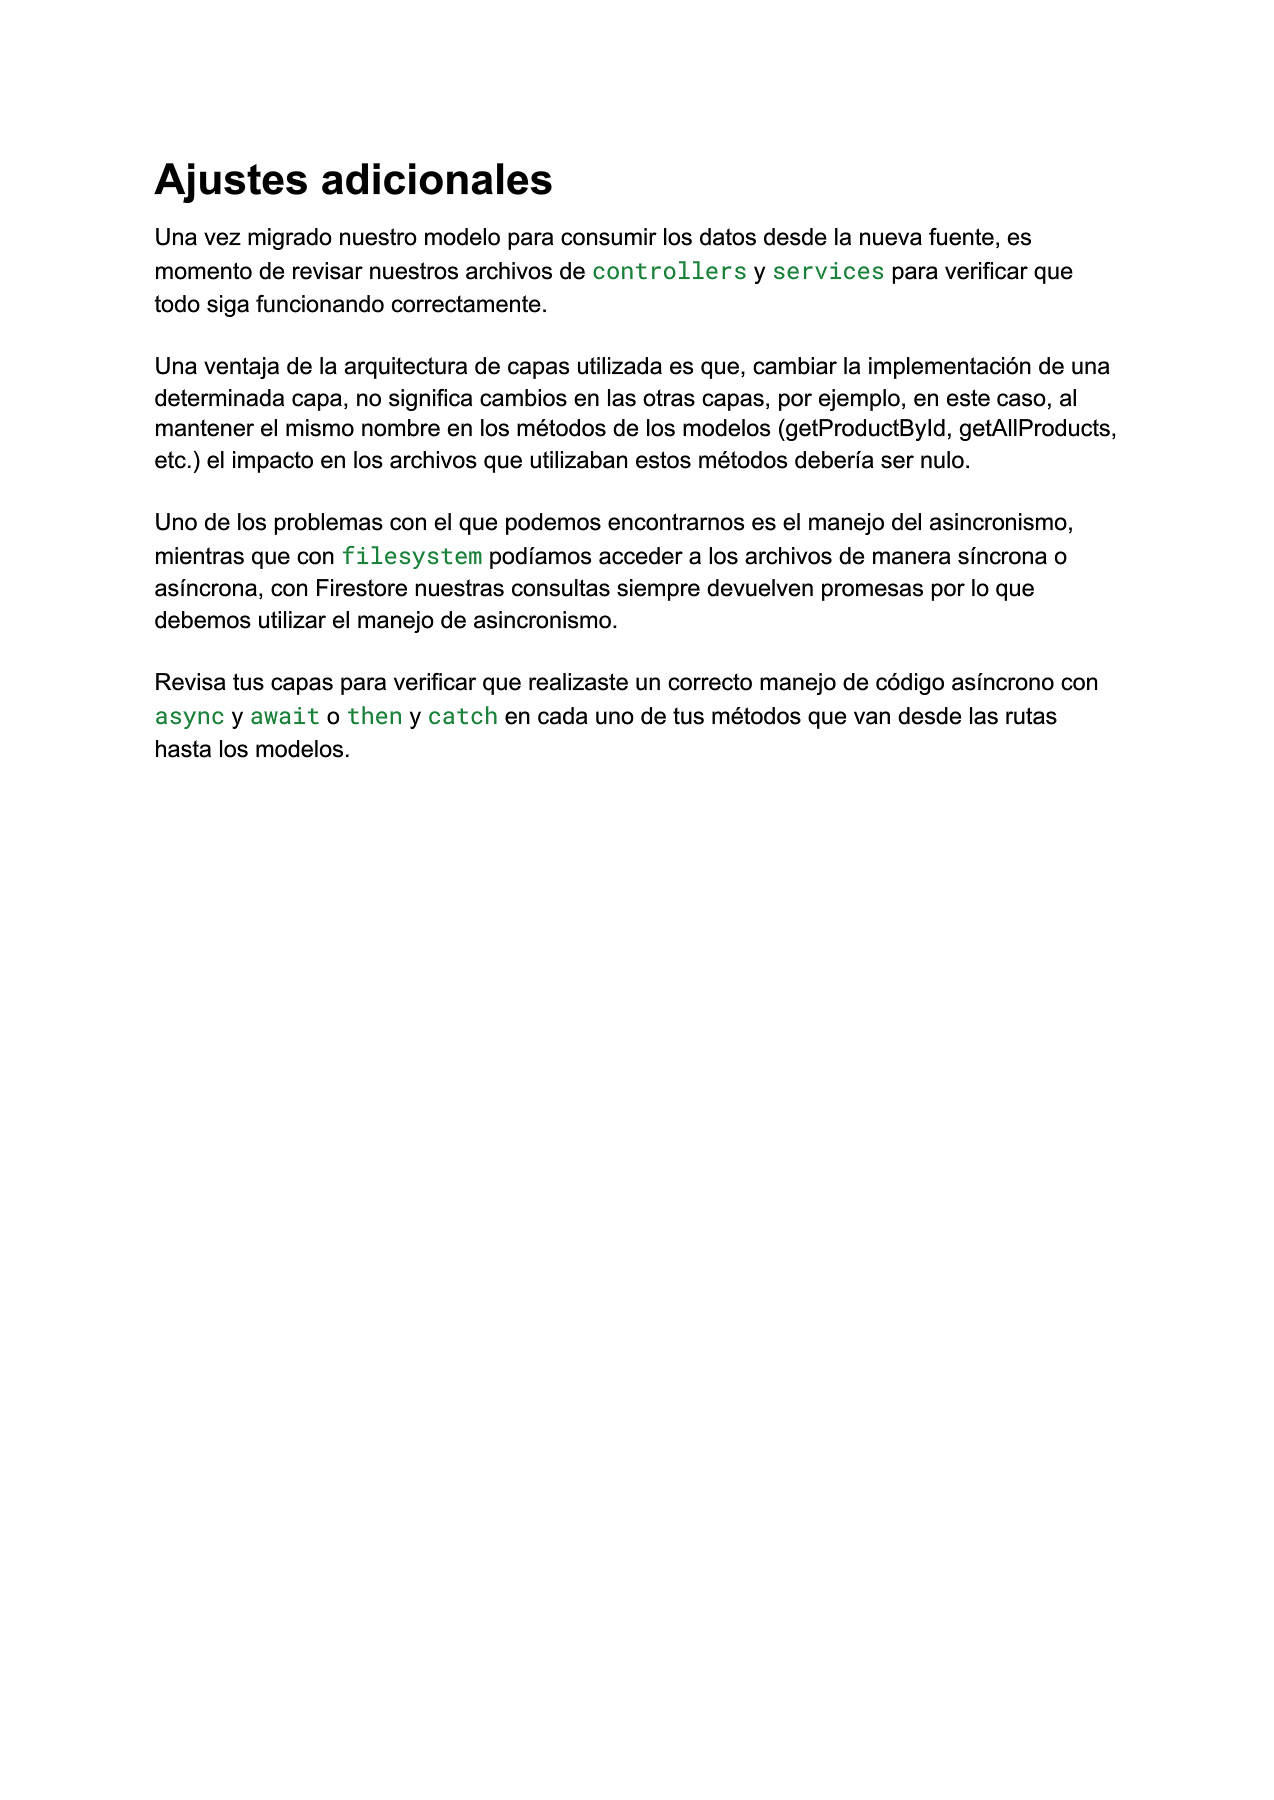 Ajustes adicionales
Una vez migrado nuestro modelo para consumir los datos desde la nueva fuente, es
momento de revisar nuestros archivos de controllers y services para verificar que
todo siga funcionando correctamente.
Una ventaja de la arquitectura de capas utilizada es que, cambiar la implementación de una
determinada capa, no significa cambios en las otras capas, por ejemplo, en este caso, al
mantener el mismo nombre en los métodos de los modelos (getProductById, getAllProducts,
etc.) el impacto en los archivos que utilizaban estos métodos debería ser nulo.
Uno de los problemas con el que podemos encontrarnos es el manejo del asincronismo,
mientras que con filesystem podíamos acceder a los archivos de manera síncrona o
asíncrona, con Firestore nuestras consultas siempre devuelven promesas por lo que
debemos utilizar el manejo de asincronismo.
Revisa tus capas para verificar que realizaste un correcto manejo de código asíncrono con
async y await o then y catch en cada uno de tus métodos que van desde las rutas
hasta los modelos.